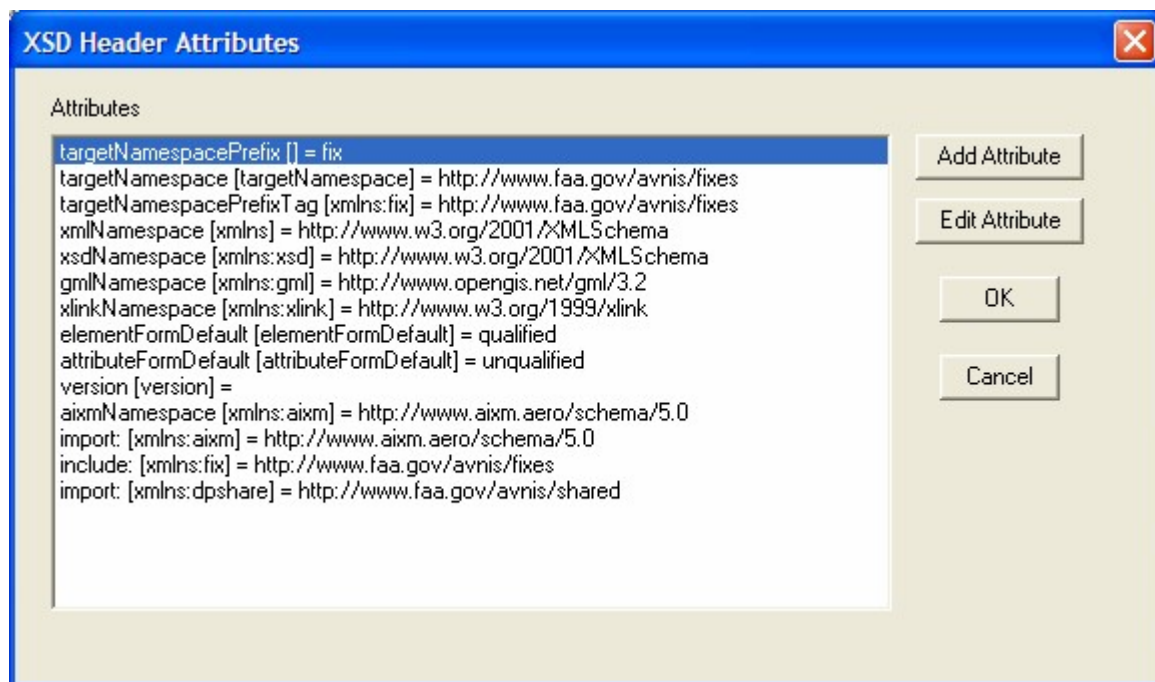 XSD Header Attributes
Attributes
targetNamespacePrefix [] = fix
targetNamespace [targetNamespace] = http://www.faa.gov/avnis/fixes
targetNamespacePrefixTag [xmlns:fix] = http://www.faa.gov/avnis/fixes
xmlNamespace [xmlns] = http://www.w3.org/2001/XMLSchema
xsdNamespace [xmlns:xsd] = http://www.w3.org/2001/XMLSchema
gmlNamespace [xmlns:gml] = http://www.opengis.net/gml/3.2
xlinkNamespace [xmlns:xlink] = http://www.w3.org/1999/xlink
elementFormDefault [elementFormDefault] = qualified
attributeFormDefault [attributeFormDefault] = unqualified
version [version] =
aixmNamespace [xmlns:aixm] = http://www.aixm.aero/schema/5.0
import: [xmlns:aixm] = http://www.aixm.aero/schema/5.0
include: [xmlns:fix] = http://www.faa.gov/avnis/fixes
import: [xmlns:dpshare] = http://www.faa.gov/avnis/shared
Add Attribute
Edit Attribute
OK
Cancel